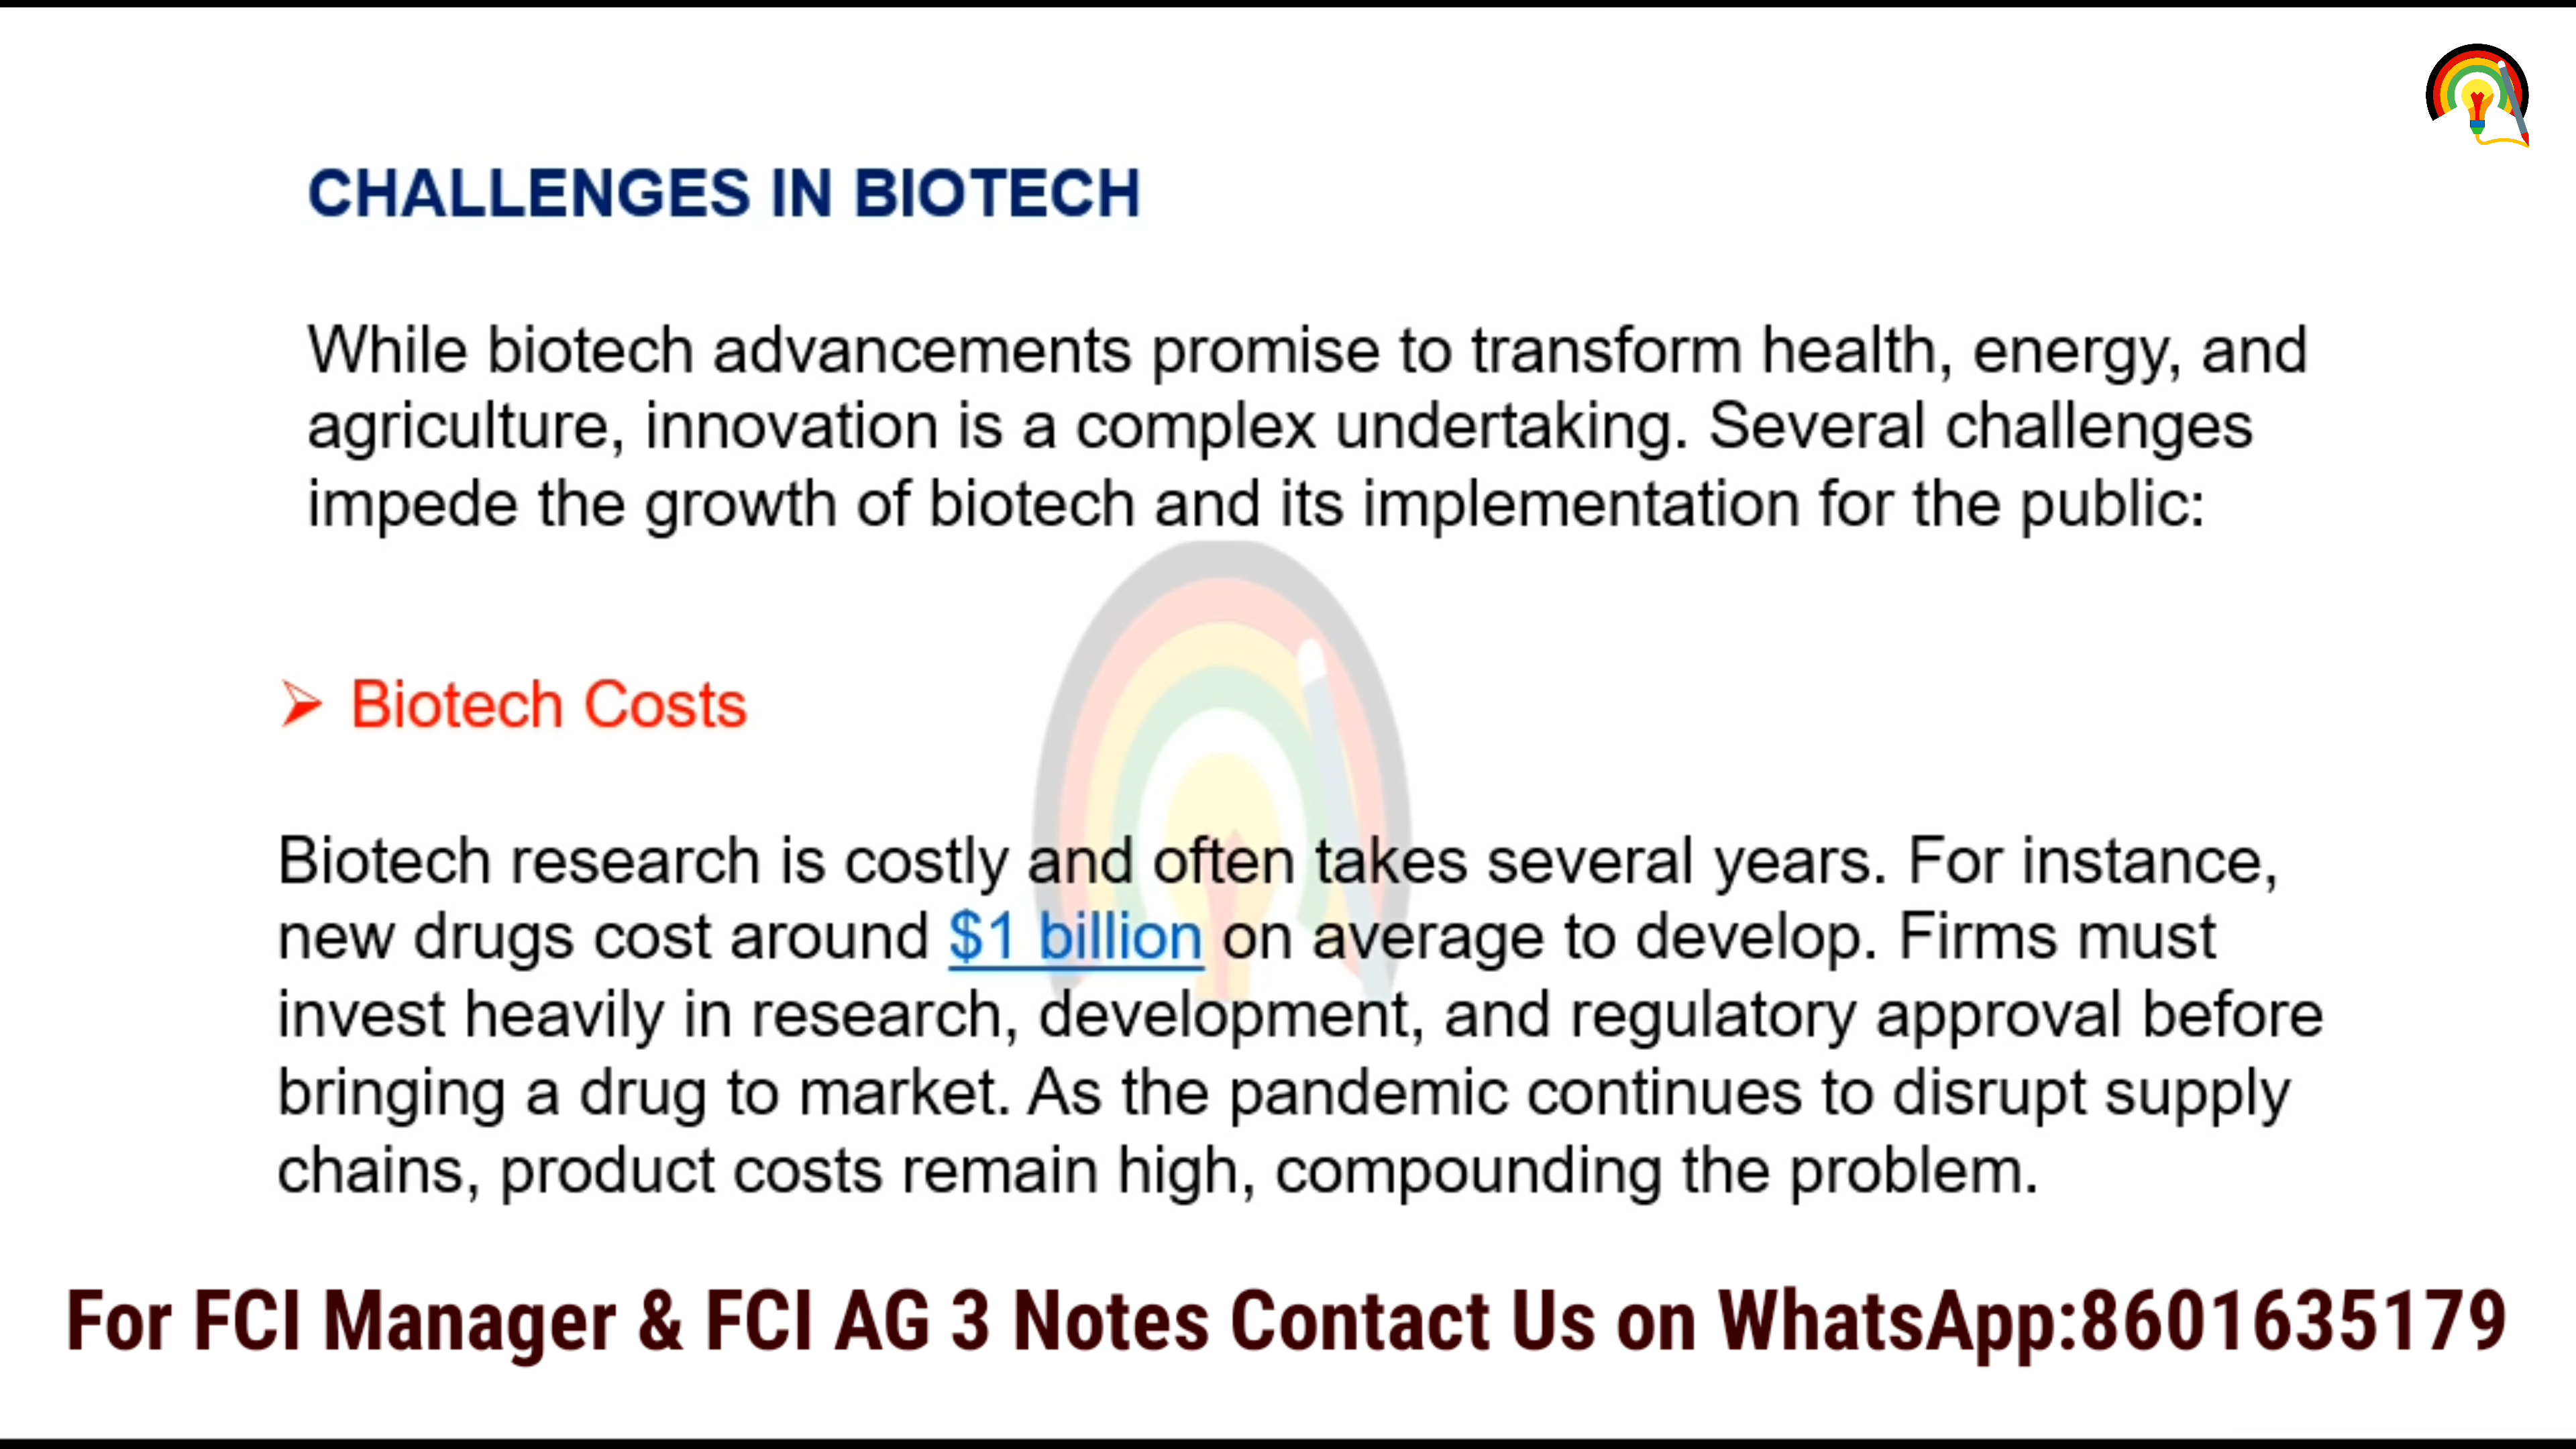 CHALLENGES IN BIOTECH
While biotech advancements promise to transform health, energy, and
agriculture, innovation is a complex undertaking. Several challenges
impede the growth of biotech and its implementation for the public:
Biotech Costs
Biotech research is costly and often takes several years. For instance,
new drugs cost around $1 billion on average to develop. Firms must
invest heavily in research, development, and regulatory approval before
bringing a drug to market. As the pandemic continues to disrupt supply
chains, product costs remain high, compounding the problem.
For FCI Manager & FCI AG 3 Notes Contact Us on WhatsApp:8601635179